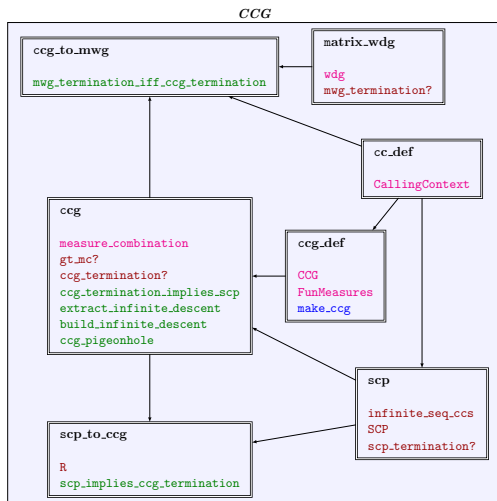 CCG
ccg_to_mwg
mwg_termination_iff_ccg_termination
matrix_wdg
wdg
mwg_termination?
cc_def
CallingContext
ccg
measure_combination
gt_mc?
ccg_termination?
ccg_termination_implies_scp
extract_infinite_descent
build_infinite_descent
ccg_pigeonhole
ccg_def
CCG
FunMeasures
make_ccg
scp
infinite_seq_ccs
SCP
scp_termination?
scp_to_ccg
R
scp_implies_ccg_termination